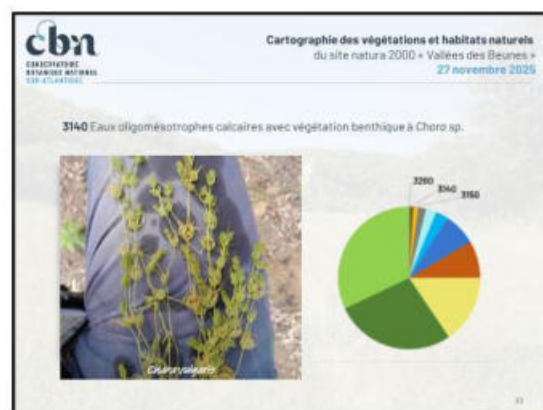 cbn
CONSERVATOIRE
BOTANIQUE NATIONAL
SUD-ATLANTIQUE
Cartographie des végétations et habitats naturels
du site natura 2000 « Vallées des Beunes »
27 novembre 2025
3140 Eaux oligomésotrophes calcaires avec végétation benthique à Chara sp.
3260
3140
3150
Chara vulgaris